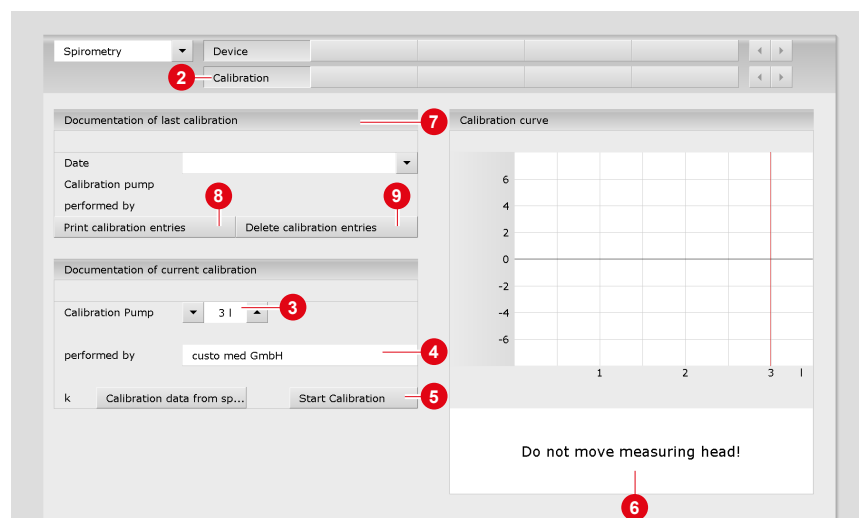 Spirometry
Device
2
Calibration
Documentation of last calibration
7
Date
Calibration pump
8
9
performed by
Print calibration entries
Delete calibration entries
Documentation of current calibration
Calibration Pump
3 l
3
performed by
custo med GmbH
4
k
Calibration data from sp...
Start Calibration
5
Calibration curve
6
4
2
0
-2
-4
-6
1 2 3 l
Do not move measuring head!
6